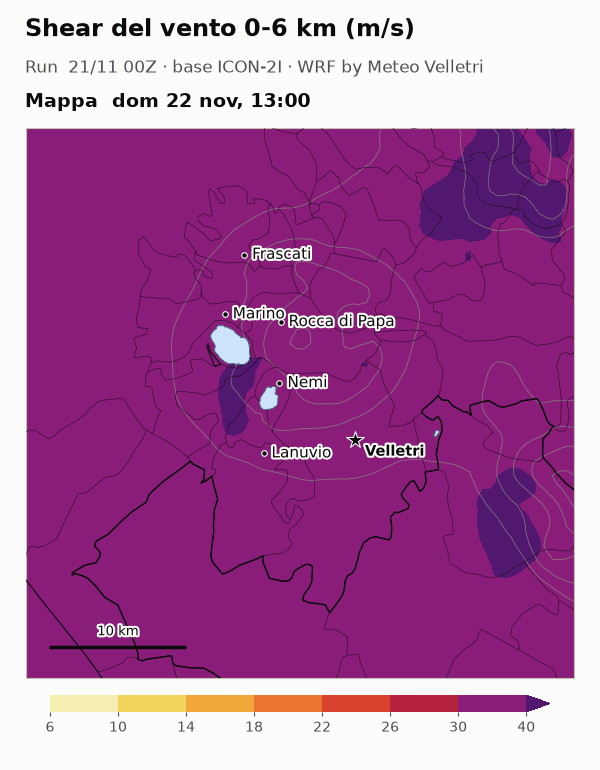 Shear del vento 0-6 km (m/s)
Run  21/11 00Z · base ICON-2I · WRF by Meteo Velletri
Mappa  dom 22 nov, 13:00
Frascati
Marino
Rocca di Papa
Nemi
Velletri
Lanuvio
10 km
6 10 14 18 22 26 30 40